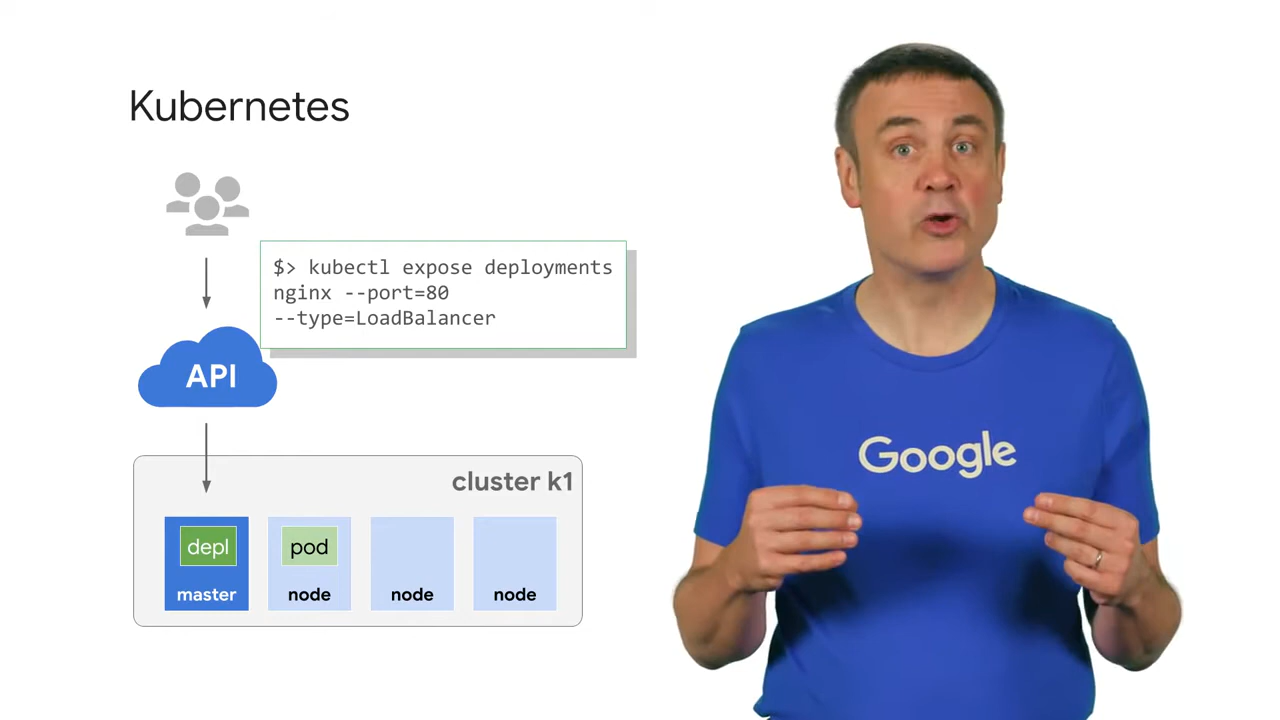 Kubernetes
$> kubectl expose deployments
nginx --port=80
--type=LoadBalancer
API
cluster k1
depl
pod
master
node
node
node
Google